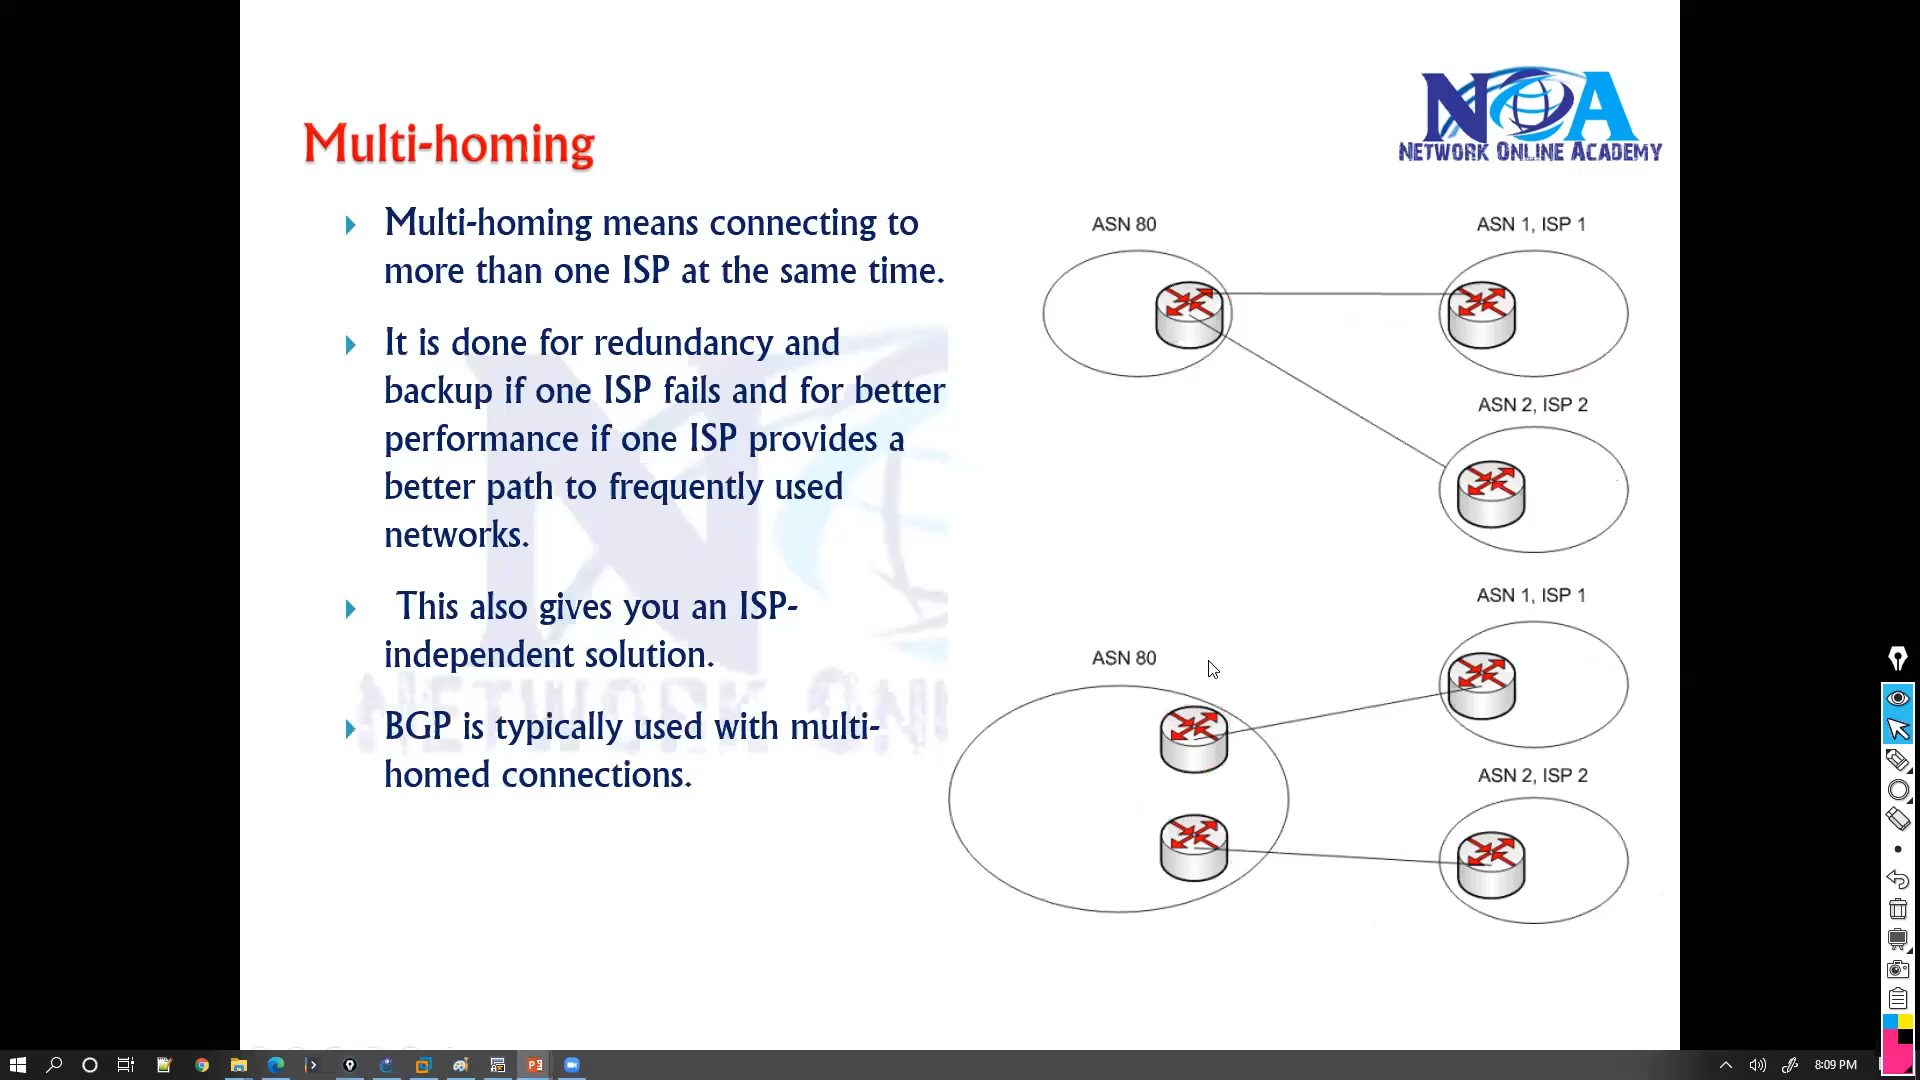 NOA
NETWORK ONLINE ACADEMY
Multi-homing
Multi-homing means connecting to
more than one ISP at the same time.
It is done for redundancy and
backup if one ISP fails and for better
performance if one ISP provides a
better path to frequently used
networks.
This also gives you an ISP-
independent solution.
BGP is typically used with multi-
homed connections.
NETWORK ONL
ASN 80
ASN 1, ISP 1
ASN 2, ISP 2
ASN 1, ISP 1
ASN 80
ASN 2, ISP 2
8:09 PM